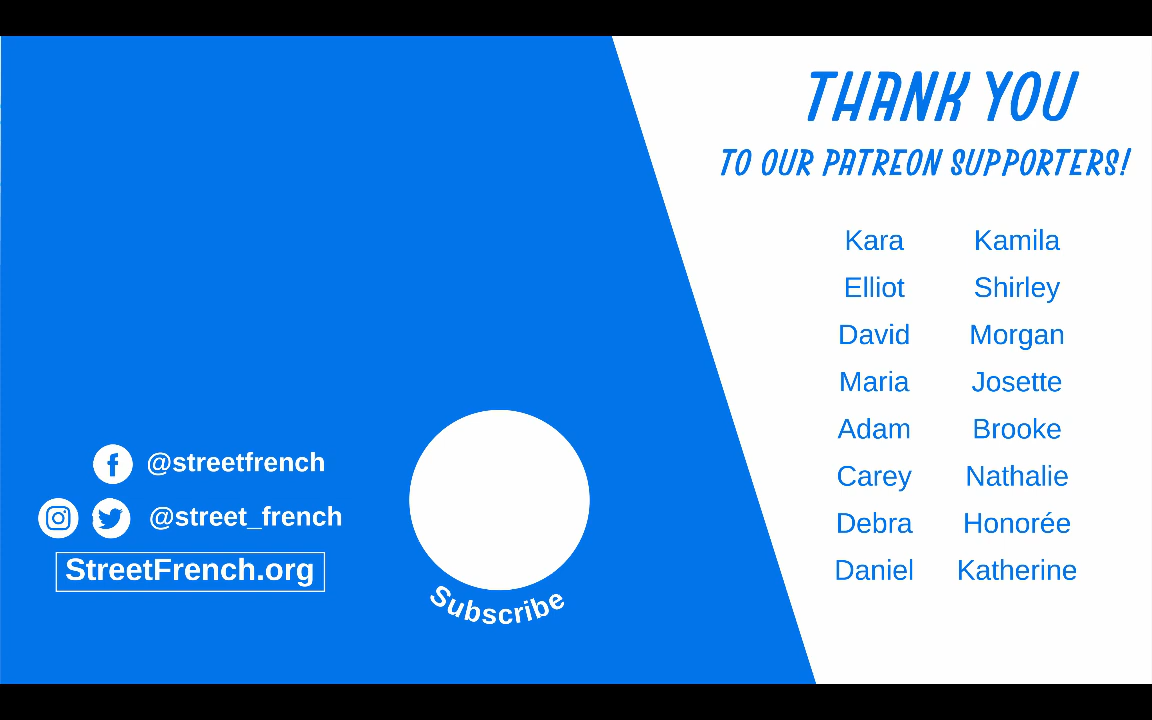 THANK YOU
TO OUR PATREON SUPPORTERS!
Kara Kamila
Elliot Shirley
David Morgan
Maria Josette
Adam Brooke
Carey Nathalie
Debra Honorée
Daniel Katherine
@streetfrench
@street_french
StreetFrench.org
Subscribe